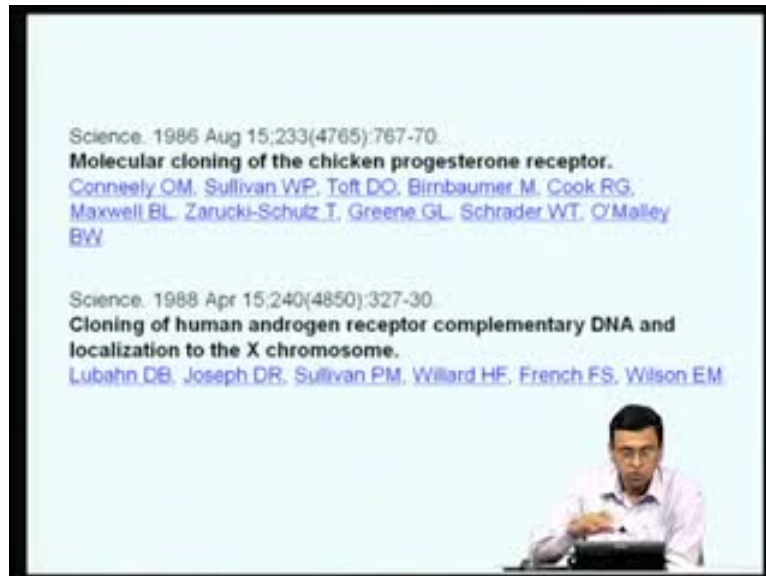 Science. 1986 Aug 15;233(4765):767-70.
Molecular cloning of the chicken progesterone receptor.
Conneely OM, Sullivan WP, Toft DO, Birnbaumer M, Cook RG,
Maxwell BL, Zarucki-Schulz T, Greene GL, Schrader WT, O'Malley
BW.
Science. 1988 Apr 15;240(4850):327-30.
Cloning of human androgen receptor complementary DNA and
localization to the X chromosome.
Lubahn DB, Joseph DR, Sullivan PM, Willard HF, French FS, Wilson EM